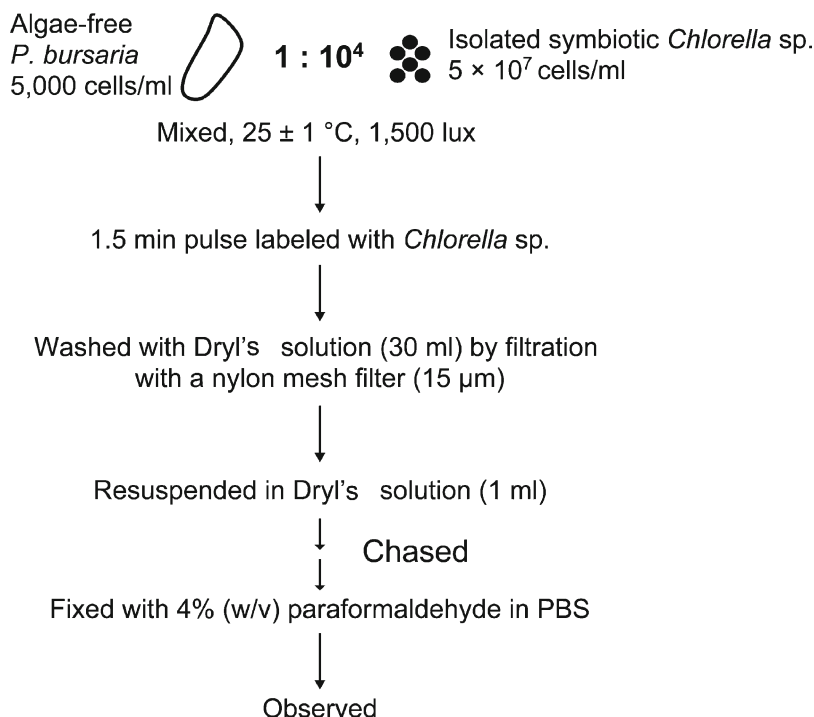 Algae-free
P. bursaria
5,000 cells/ml
1 : 10⁴
Isolated symbiotic Chlorella sp.
5 × 10⁷ cells/ml
Mixed, 25 ± 1 °C, 1,500 lux
1.5 min pulse labeled with Chlorella sp.
Washed with Dryl's solution (30 ml) by filtration
with a nylon mesh filter (15 µm)
Resuspended in Dryl's solution (1 ml)
Chased
Fixed with 4% (w/v) paraformaldehyde in PBS
Observed